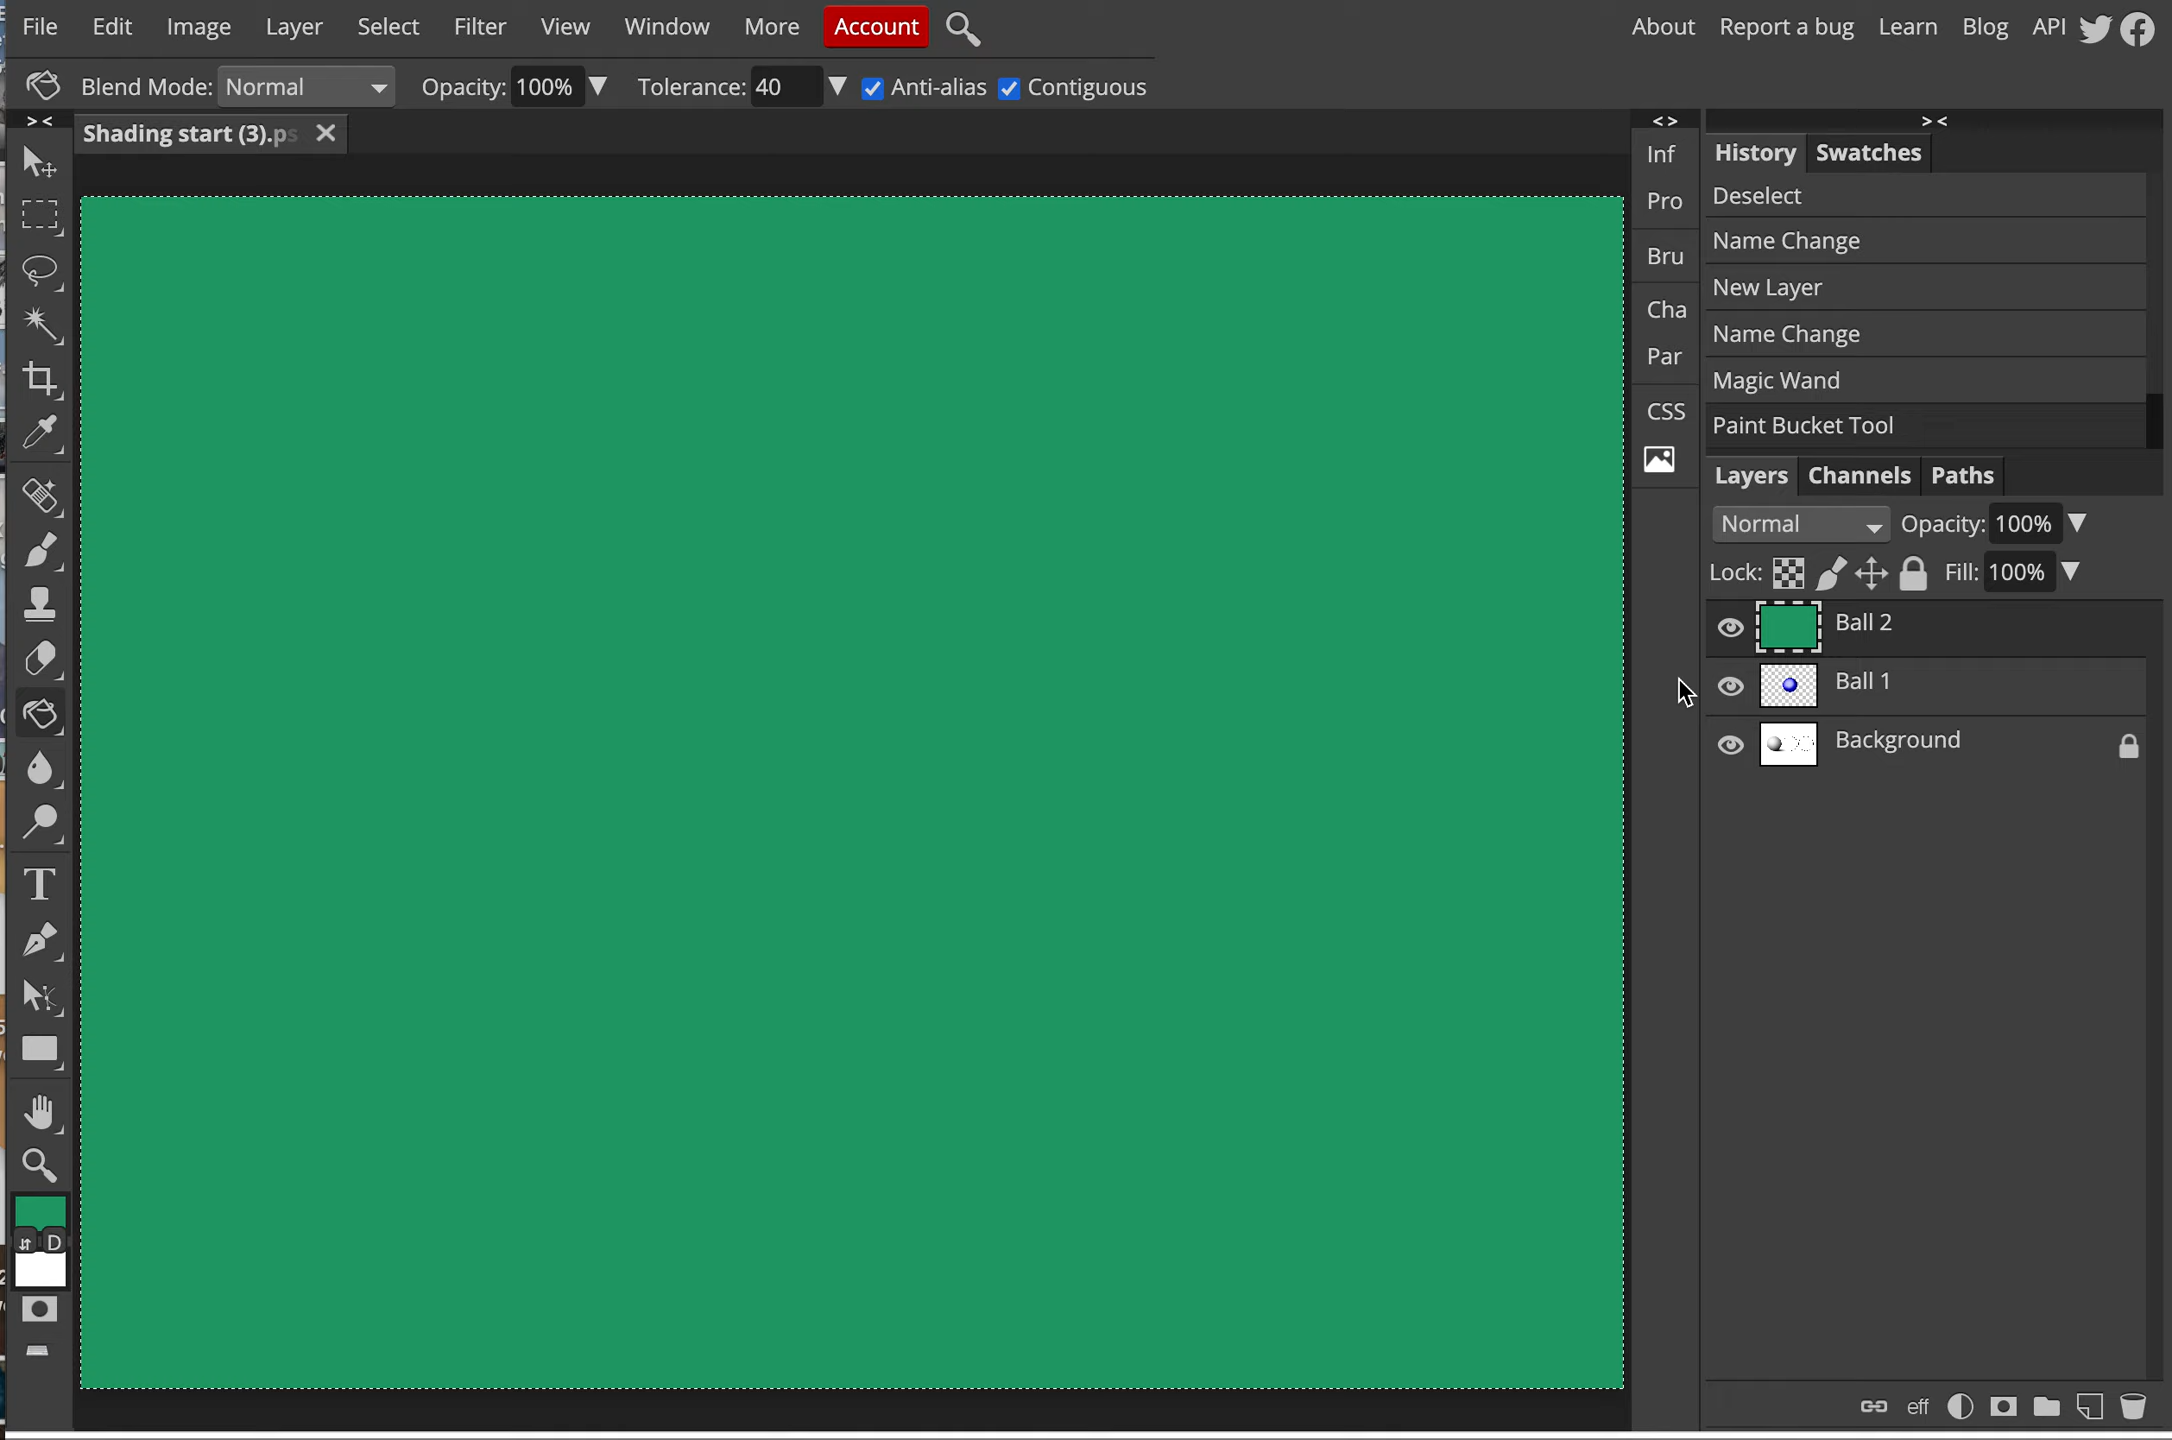 File Edit Image Layer Select Filter View Window More Account About Report a bug Learn Blog API
Blend Mode: Normal Opacity: 100% Tolerance: 40 Anti-alias Contiguous
> < < > > <
Shading start (3).ps
Inf
Pro
Bru
Cha
Par
CSS
History Swatches
Deselect
Name Change
New Layer
Name Change
Magic Wand
Paint Bucket Tool
Layers Channels Paths
Normal Opacity: 100%
Lock: Fill: 100%
Ball 2
Ball 1
Background
T
D
eff